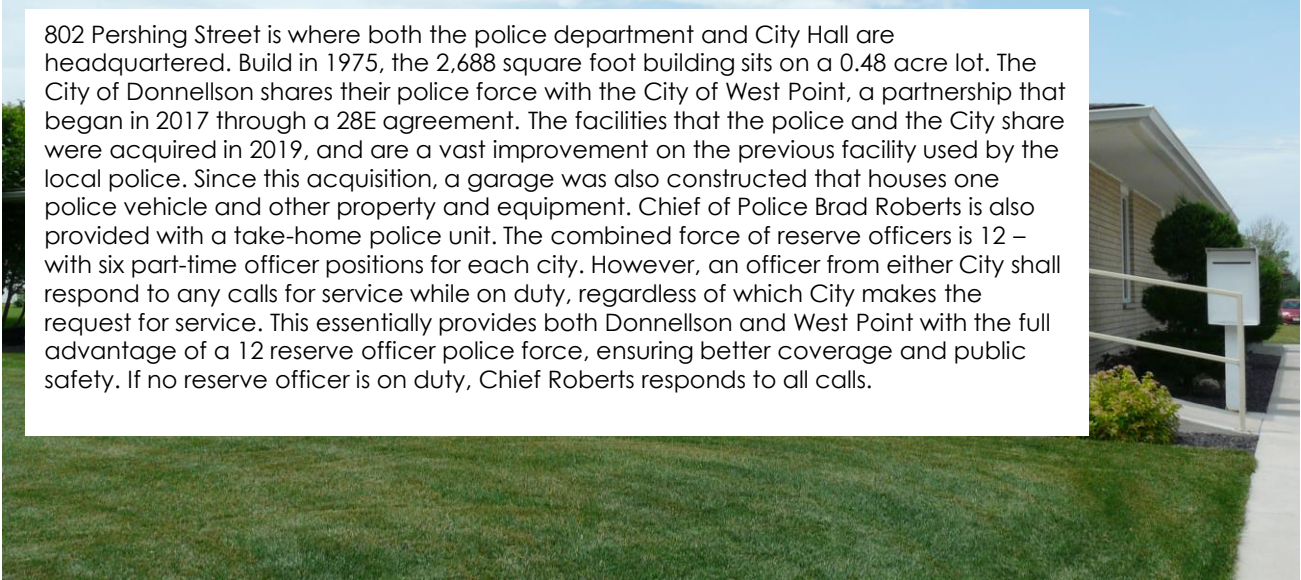 802 Pershing Street is where both the police department and City Hall are
headquartered. Build in 1975, the 2,688 square foot building sits on a 0.48 acre lot. The
City of Donnellson shares their police force with the City of West Point, a partnership that
began in 2017 through a 28E agreement. The facilities that the police and the City share
were acquired in 2019, and are a vast improvement on the previous facility used by the
local police. Since this acquisition, a garage was also constructed that houses one
police vehicle and other property and equipment. Chief of Police Brad Roberts is also
provided with a take-home police unit. The combined force of reserve officers is 12 –
with six part-time officer positions for each city. However, an officer from either City shall
respond to any calls for service while on duty, regardless of which City makes the
request for service. This essentially provides both Donnellson and West Point with the full
advantage of a 12 reserve officer police force, ensuring better coverage and public
safety. If no reserve officer is on duty, Chief Roberts responds to all calls.